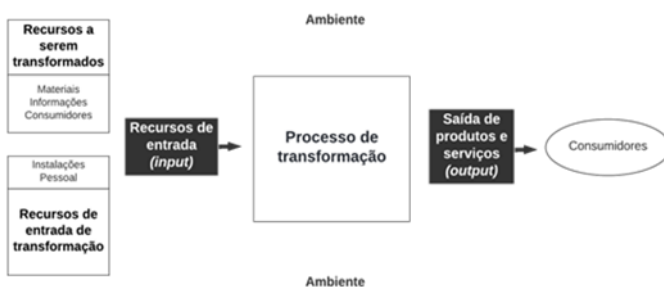 Ambiente
Recursos a
serem
transformados
Materiais
Informações
Consumidores
Instalações
Pessoal
Recursos de
entrada de
transformação
Recursos de
entrada
(input)
Processo de
transformação
Saída de
produtos e
serviços
(output)
Consumidores
Ambiente